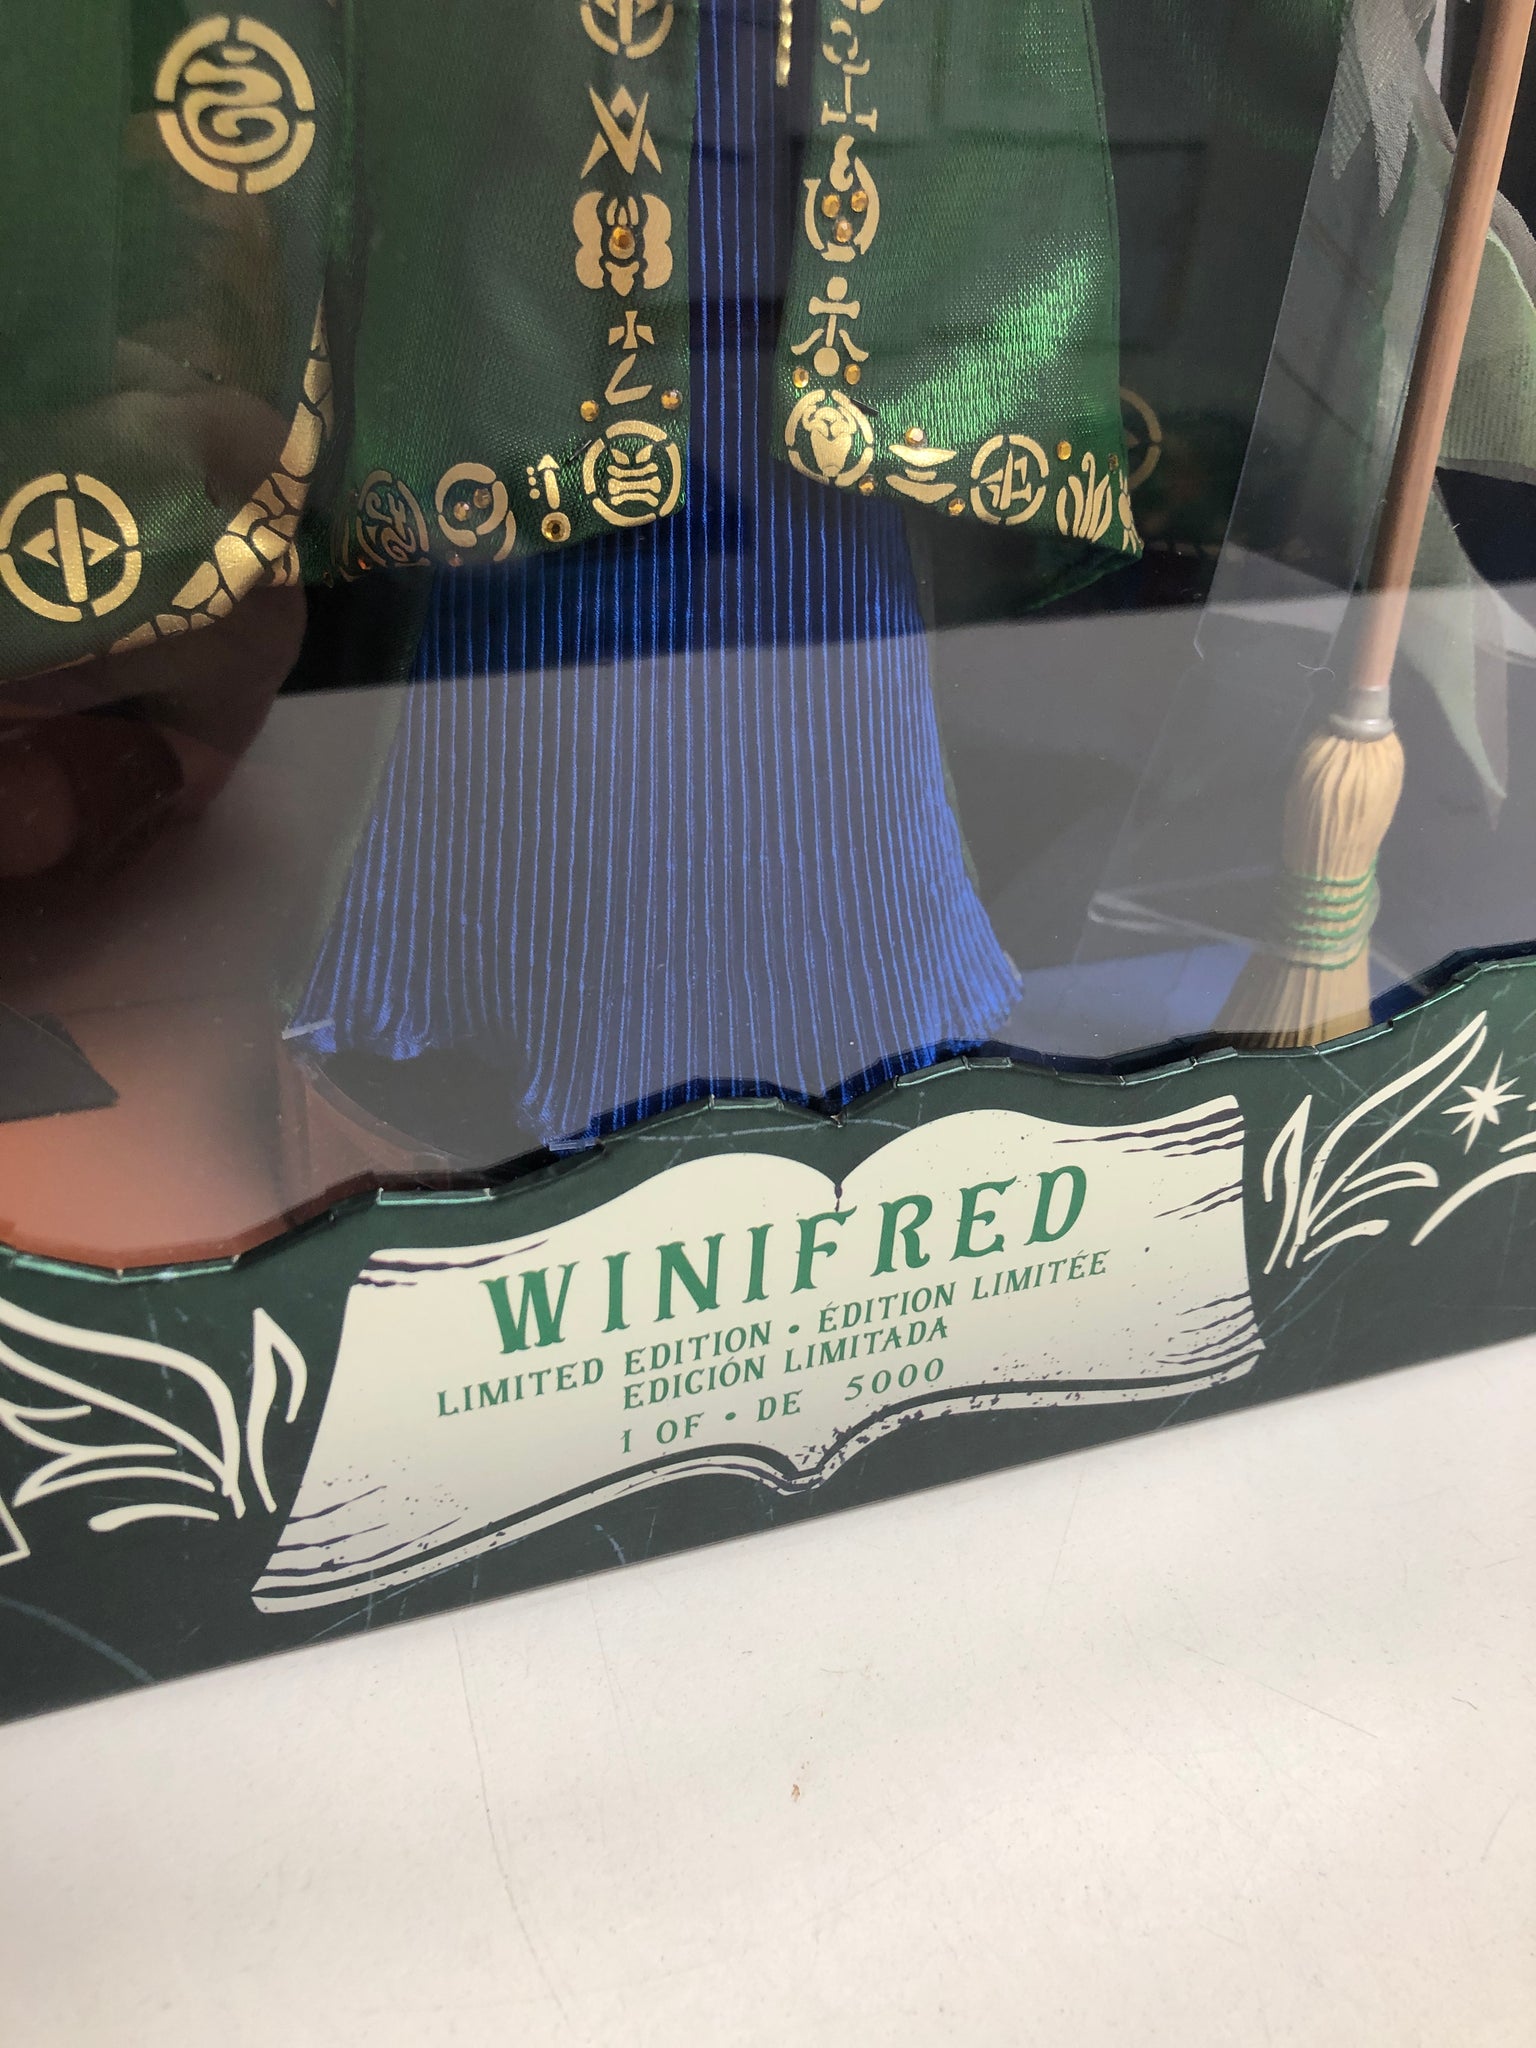 WINIFRED
LIMITED EDITION • ÉDITION LIMITÉE
EDICIÓN LIMITADA
1 OF • DE 5000